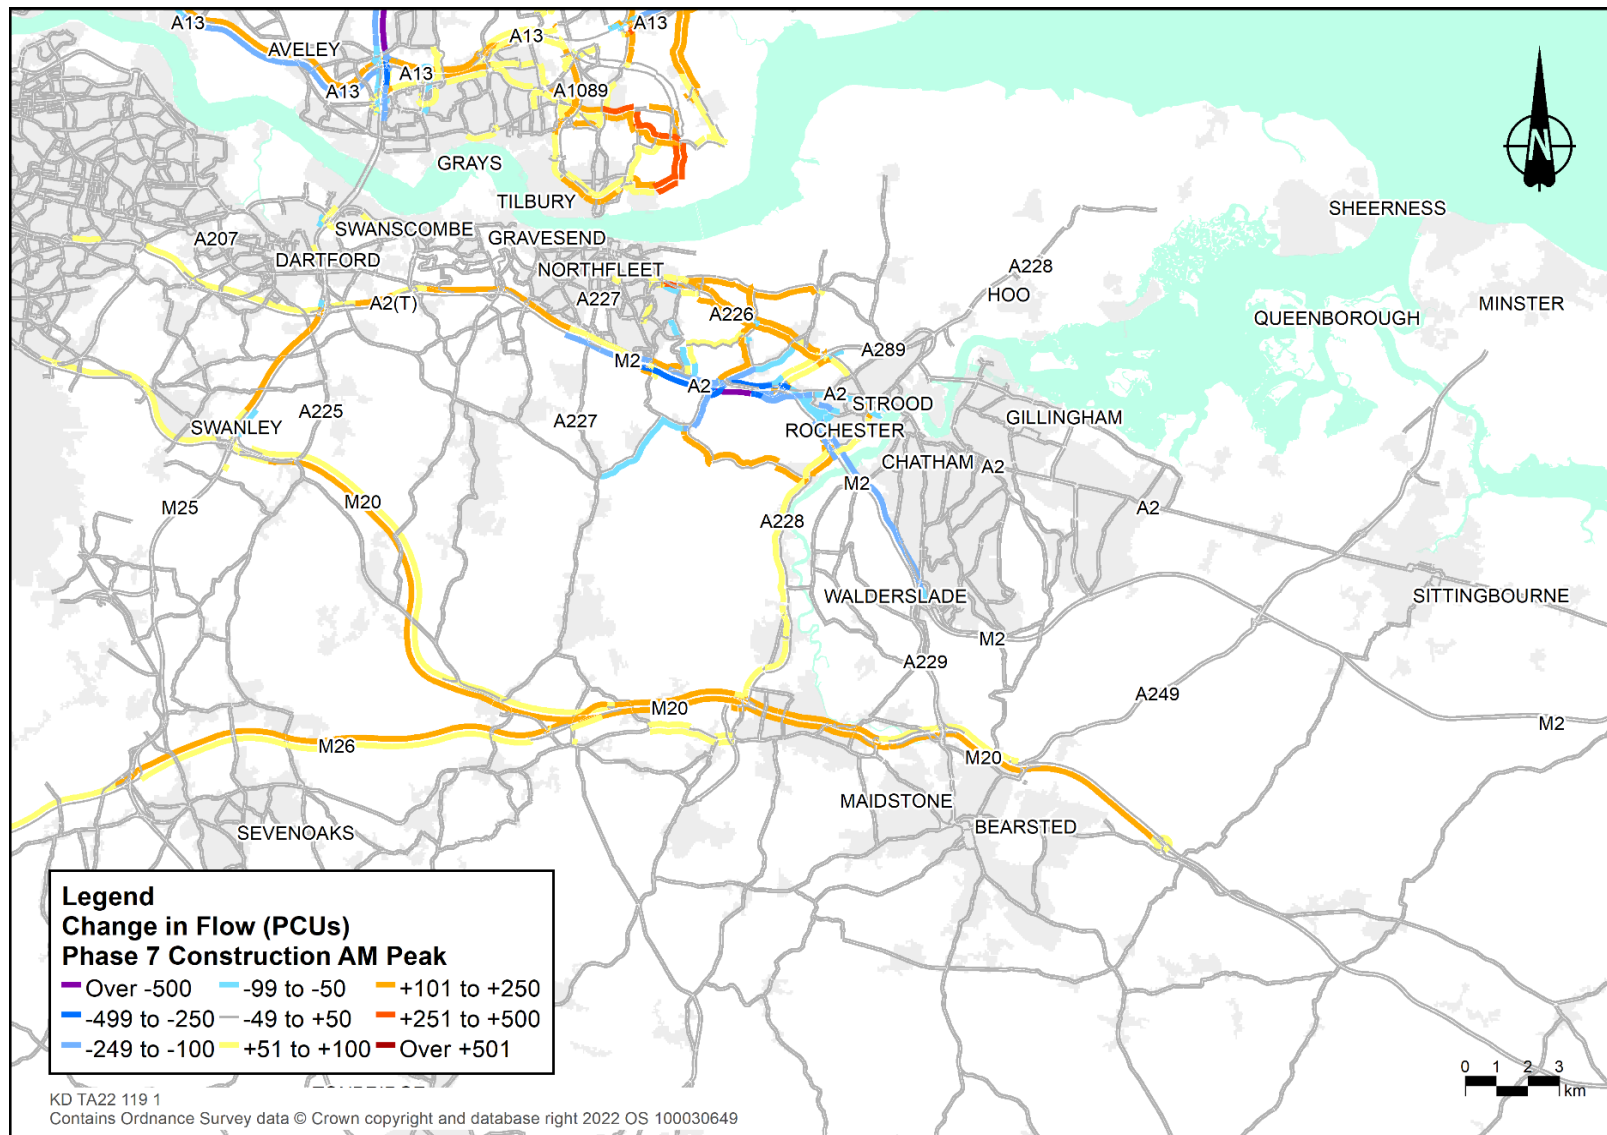 A13
A13
A13
AVELEY
A13
A13
A1089
GRAYS
TILBURY
SHEERNESS
SWANSCOMBE
A207
GRAVESEND
DARTFORD
NORTHFLEET
A228
HOO
A2(T)
A227
A226
MINSTER
QUEENBOROUGH
M2
A289
A2
A2
STROOD
A225
SWANLEY
A227
ROCHESTER
GILLINGHAM
CHATHAM
A2
M2
M25
M20
A2
A228
WALDERSLADE
SITTINGBOURNE
M2
A229
A249
M20
M2
M26
M20
MAIDSTONE
BEARSTED
SEVENOAKS
Legend
Change in Flow (PCUs)
Phase 7 Construction AM Peak
Over -500 -99 to -50 +101 to +250
-499 to -250 -49 to +50 +251 to +500
-249 to -100 +51 to +100 Over +501
N
0 1 2 3
km
KD TA22 119 1
Contains Ordnance Survey data © Crown copyright and database right 2022 OS 100030649